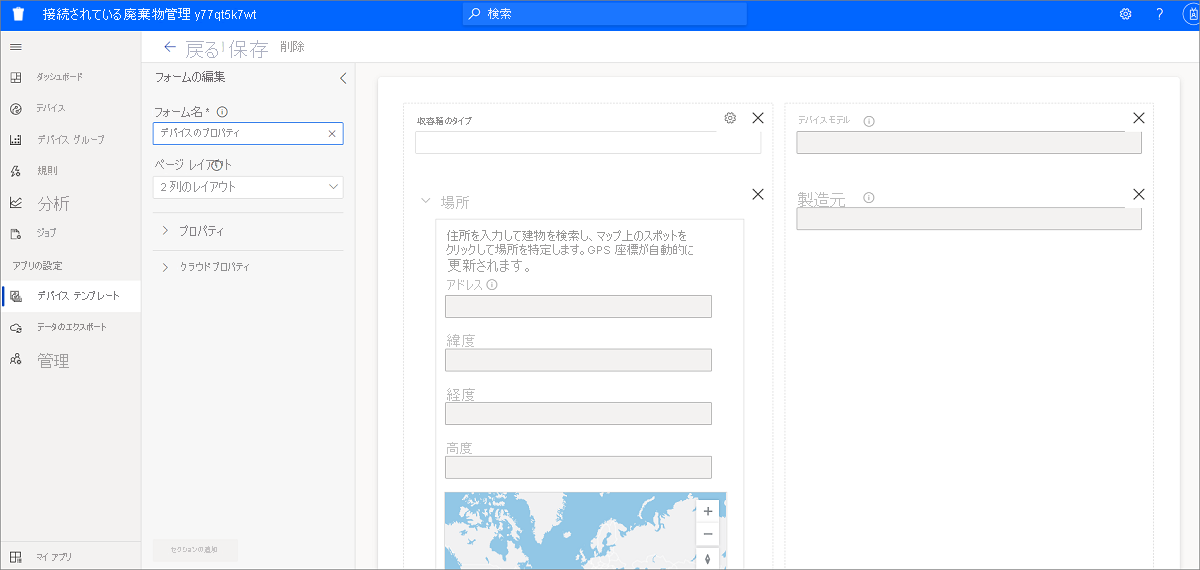 接続されている廃棄物管理 y77qt5k7wt
検索
?
戻る 保存 削除
ダッシュボード
デバイス
デバイス グループ
規則
分析
ジョブ
アプリの設定
デバイス テンプレート
データのエクスポート
管理
マイ アプリ
フォームの編集
フォーム名 *
デバイスのプロパティ
ページ レイアウト
2 列のレイアウト
プロパティ
クラウド プロパティ
セクションの追加
収容箱のタイプ
場所
住所を入力して建物を検索し、マップ上のスポットを
クリックして場所を特定します。GPS 座標が自動的に
更新されます。
アドレス
緯度
経度
高度
デバイス モデル
製造元